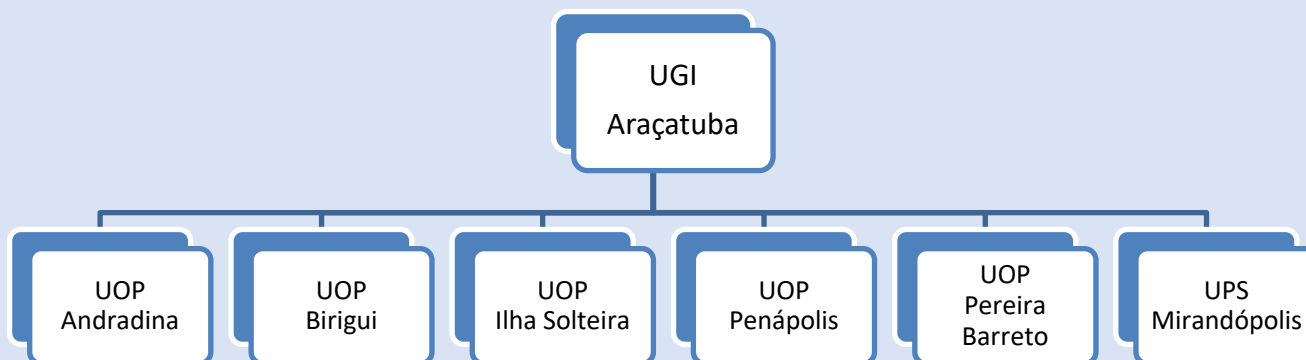 UGI
Araçatuba
UOP
Andradina
UOP
Birigui
UOP
Ilha Solteira
UOP
Penápolis
UOP
Pereira
Barreto
UPS
Mirandópolis